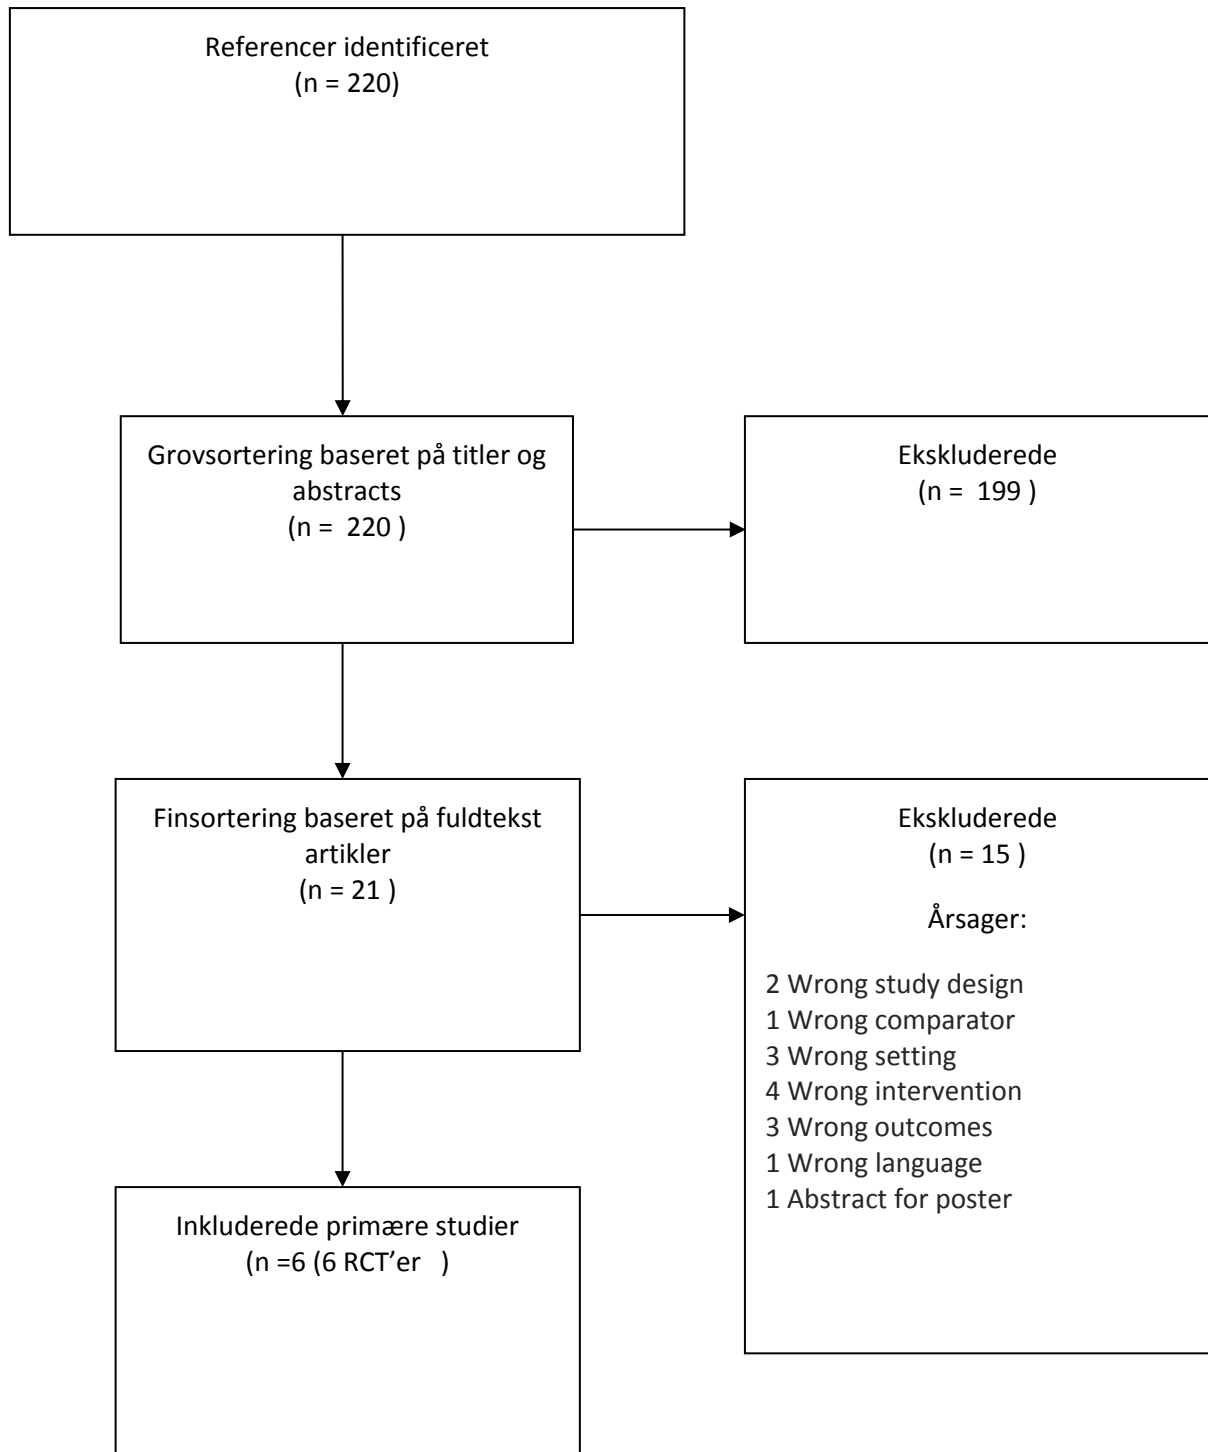 Referencer identificeret
(n = 220)
Grovsortering baseret på titler og
abstracts
(n =  220 )
Ekskluderede
(n =  199 )
Finsortering baseret på fuldtekst
artikler
(n = 21 )
Ekskluderede
(n = 15 )
Årsager:
2 Wrong study design
1 Wrong comparator
3 Wrong setting
4 Wrong intervention
3 Wrong outcomes
1 Wrong language
1 Abstract for poster
Inkluderede primære studier
(n =6 (6 RCT’er   )